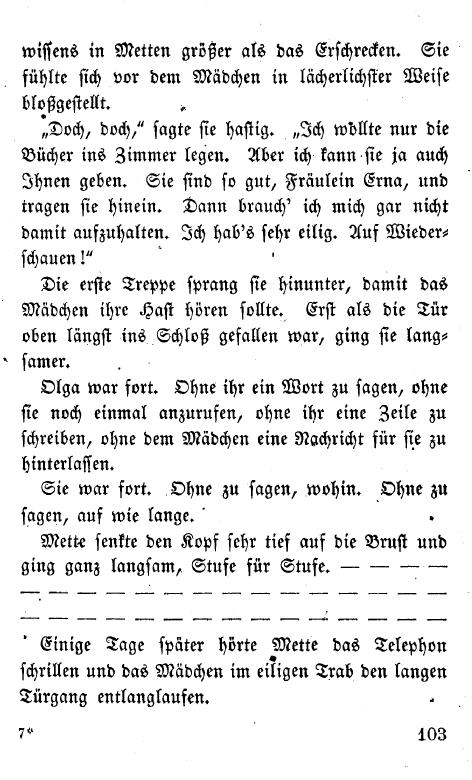 wissens in Metten größer als das Erschrecken. Sie
fühlte sich vor dem Mädchen in lächerlichster Weise
bloßgestellt.
„Doch, doch,“ sagte sie hastig. „Ich wollte nur die
Bücher ins Zimmer legen. Aber ich kann sie ja auch
Ihnen geben. Sie sind so gut, Fräulein Erna, und
tragen sie hinein. Dann brauch' ich mich gar nicht
damit aufzuhalten. Ich hab's sehr eilig. Auf Wieder-
schauen!“
Die erste Treppe sprang sie hinunter, damit das
Mädchen ihre Hast hören sollte. Erst als die Tür
oben längst ins Schloß gefallen war, ging sie lang-
samer.
Olga war fort. Ohne ihr ein Wort zu sagen, ohne
sie noch einmal anzurufen, ohne ihr eine Zeile zu
schreiben, ohne dem Mädchen eine Nachricht für sie zu
hinterlassen.
Sie war fort. Ohne zu sagen, wohin. Ohne zu
sagen, auf wie lange.
Mette senkte den Kopf sehr tief auf die Brust und
ging ganz langsam, Stufe für Stufe. — — — —
— — — — — — — — — — — — — — —
— — — — — — — — — — — — — — —
Einige Tage später hörte Mette das Telephon
schrillen und das Mädchen im eiligen Trab den langen
Türgang entlanglaufen.
7* 103